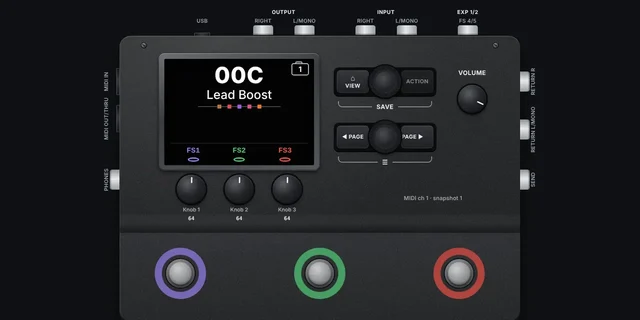 OUTPUT
INPUT
EXP 1/2
USB
RIGHT
L/MONO
RIGHT
L/MONO
FS 4/5
MIDI IN
MIDI OUT/THRU
PHONES
00C
1
Lead Boost
FS1
FS2
FS3
VIEW
ACTION
SAVE
PAGE
PAGE
VOLUME
RETURN R
RETURN L/MONO
SEND
Knob 1
Knob 2
Knob 3
64
64
64
MIDI ch 1 · snapshot 1